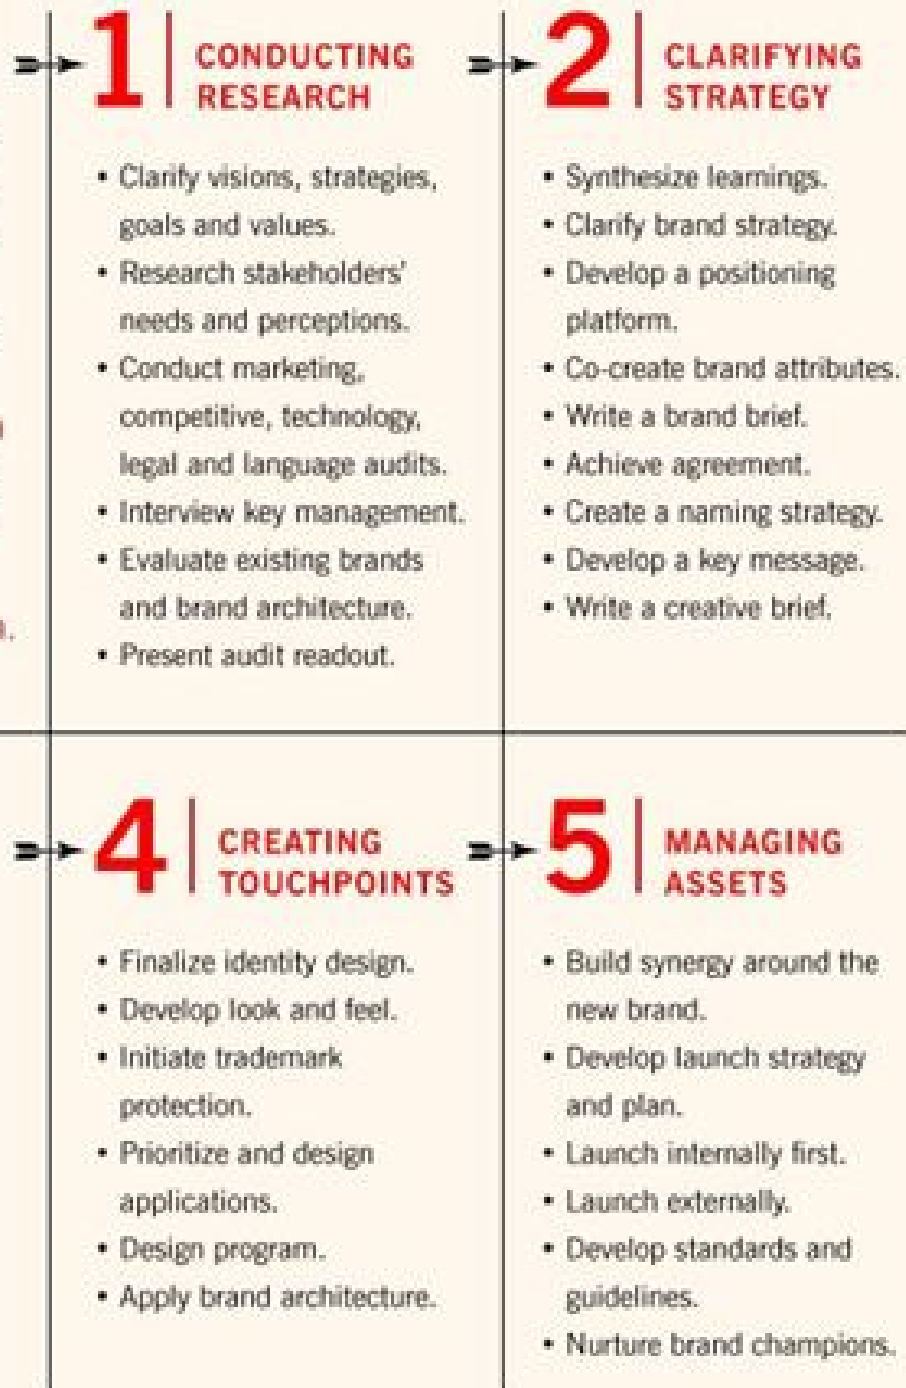 1
CONDUCTING
RESEARCH
• Clarify visions, strategies,
goals and values.
• Research stakeholders'
needs and perceptions.
• Conduct marketing,
competitive, technology,
legal and language audits.
• Interview key management.
• Evaluate existing brands
and brand architecture.
• Present audit readout.
2
CLARIFYING
STRATEGY
• Synthesize learnings.
• Clarify brand strategy.
• Develop a positioning
platform.
• Co-create brand attributes.
• Write a brand brief.
• Achieve agreement.
• Create a naming strategy.
• Develop a key message.
• Write a creative brief.
4
CREATING
TOUCHPOINTS
• Finalize identity design.
• Develop look and feel.
• Initiate trademark
protection.
• Prioritize and design
applications.
• Design program.
• Apply brand architecture.
5
MANAGING
ASSETS
• Build synergy around the
new brand.
• Develop launch strategy
and plan.
• Launch internally first.
• Launch externally.
• Develop standards and
guidelines.
• Nurture brand champions.